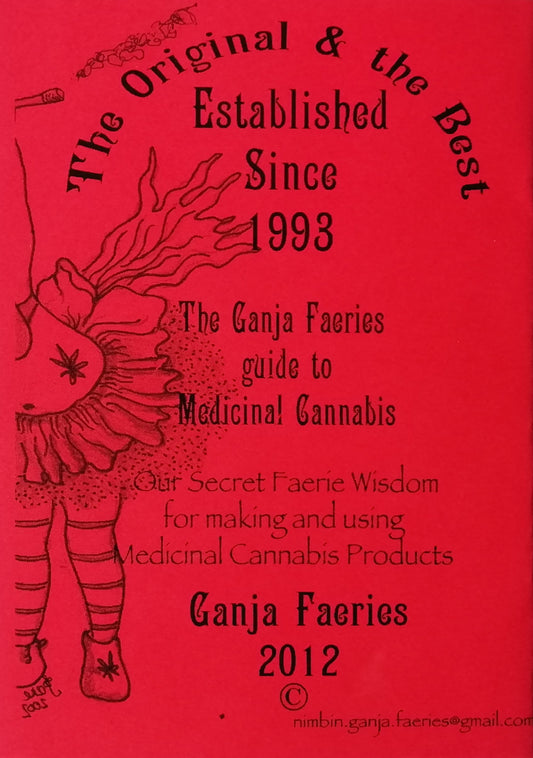 The Original & the Best
Established
Since
1993
The Ganja Faeries
guide to
Medicinal Cannabis
Our Secret Faerie Wisdom
for making and using
Medicinal Cannabis Products
Ganja Faeries
2012
©
nimbin.ganja.faeries@gmail.com
2002